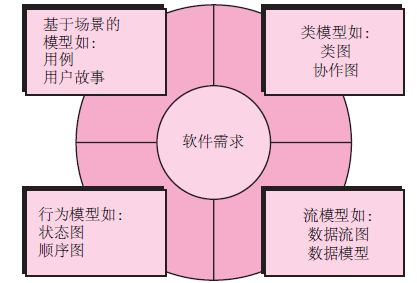 基于场景的
模型如:
用例
用户故事
类模型如:
类图
协作图
软件需求
行为模型如:
状态图
顺序图
流模型如:
数据流图
数据模型